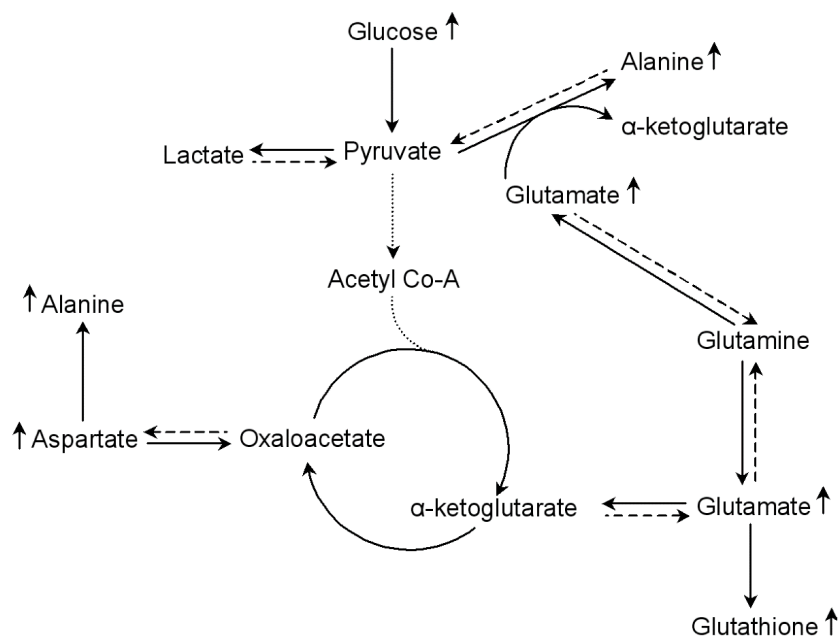 Glucose ↑
Alanine ↑
α-ketoglutarate
Lactate
Pyruvate
Glutamate ↑
Acetyl Co-A
↑ Alanine
Glutamine
↑ Aspartate
Oxaloacetate
α-ketoglutarate
Glutamate ↑
Glutathione ↑